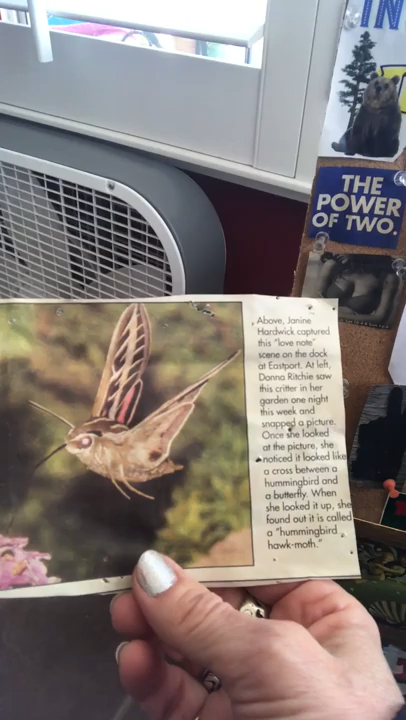 IN
THE
POWER
OF TWO.
Above, Janine
Hardwick captured
this "love note"
scene on the dock
at Eastport. At left,
Donna Ritchie saw
this critter in her
garden one night
this week and
snapped a picture.
Once she looked
at the picture, she
noticed it looked like
a cross between a
hummingbird and
a butterfly. When
she looked it up, she
found out it is called
a "hummingbird
hawk-moth."